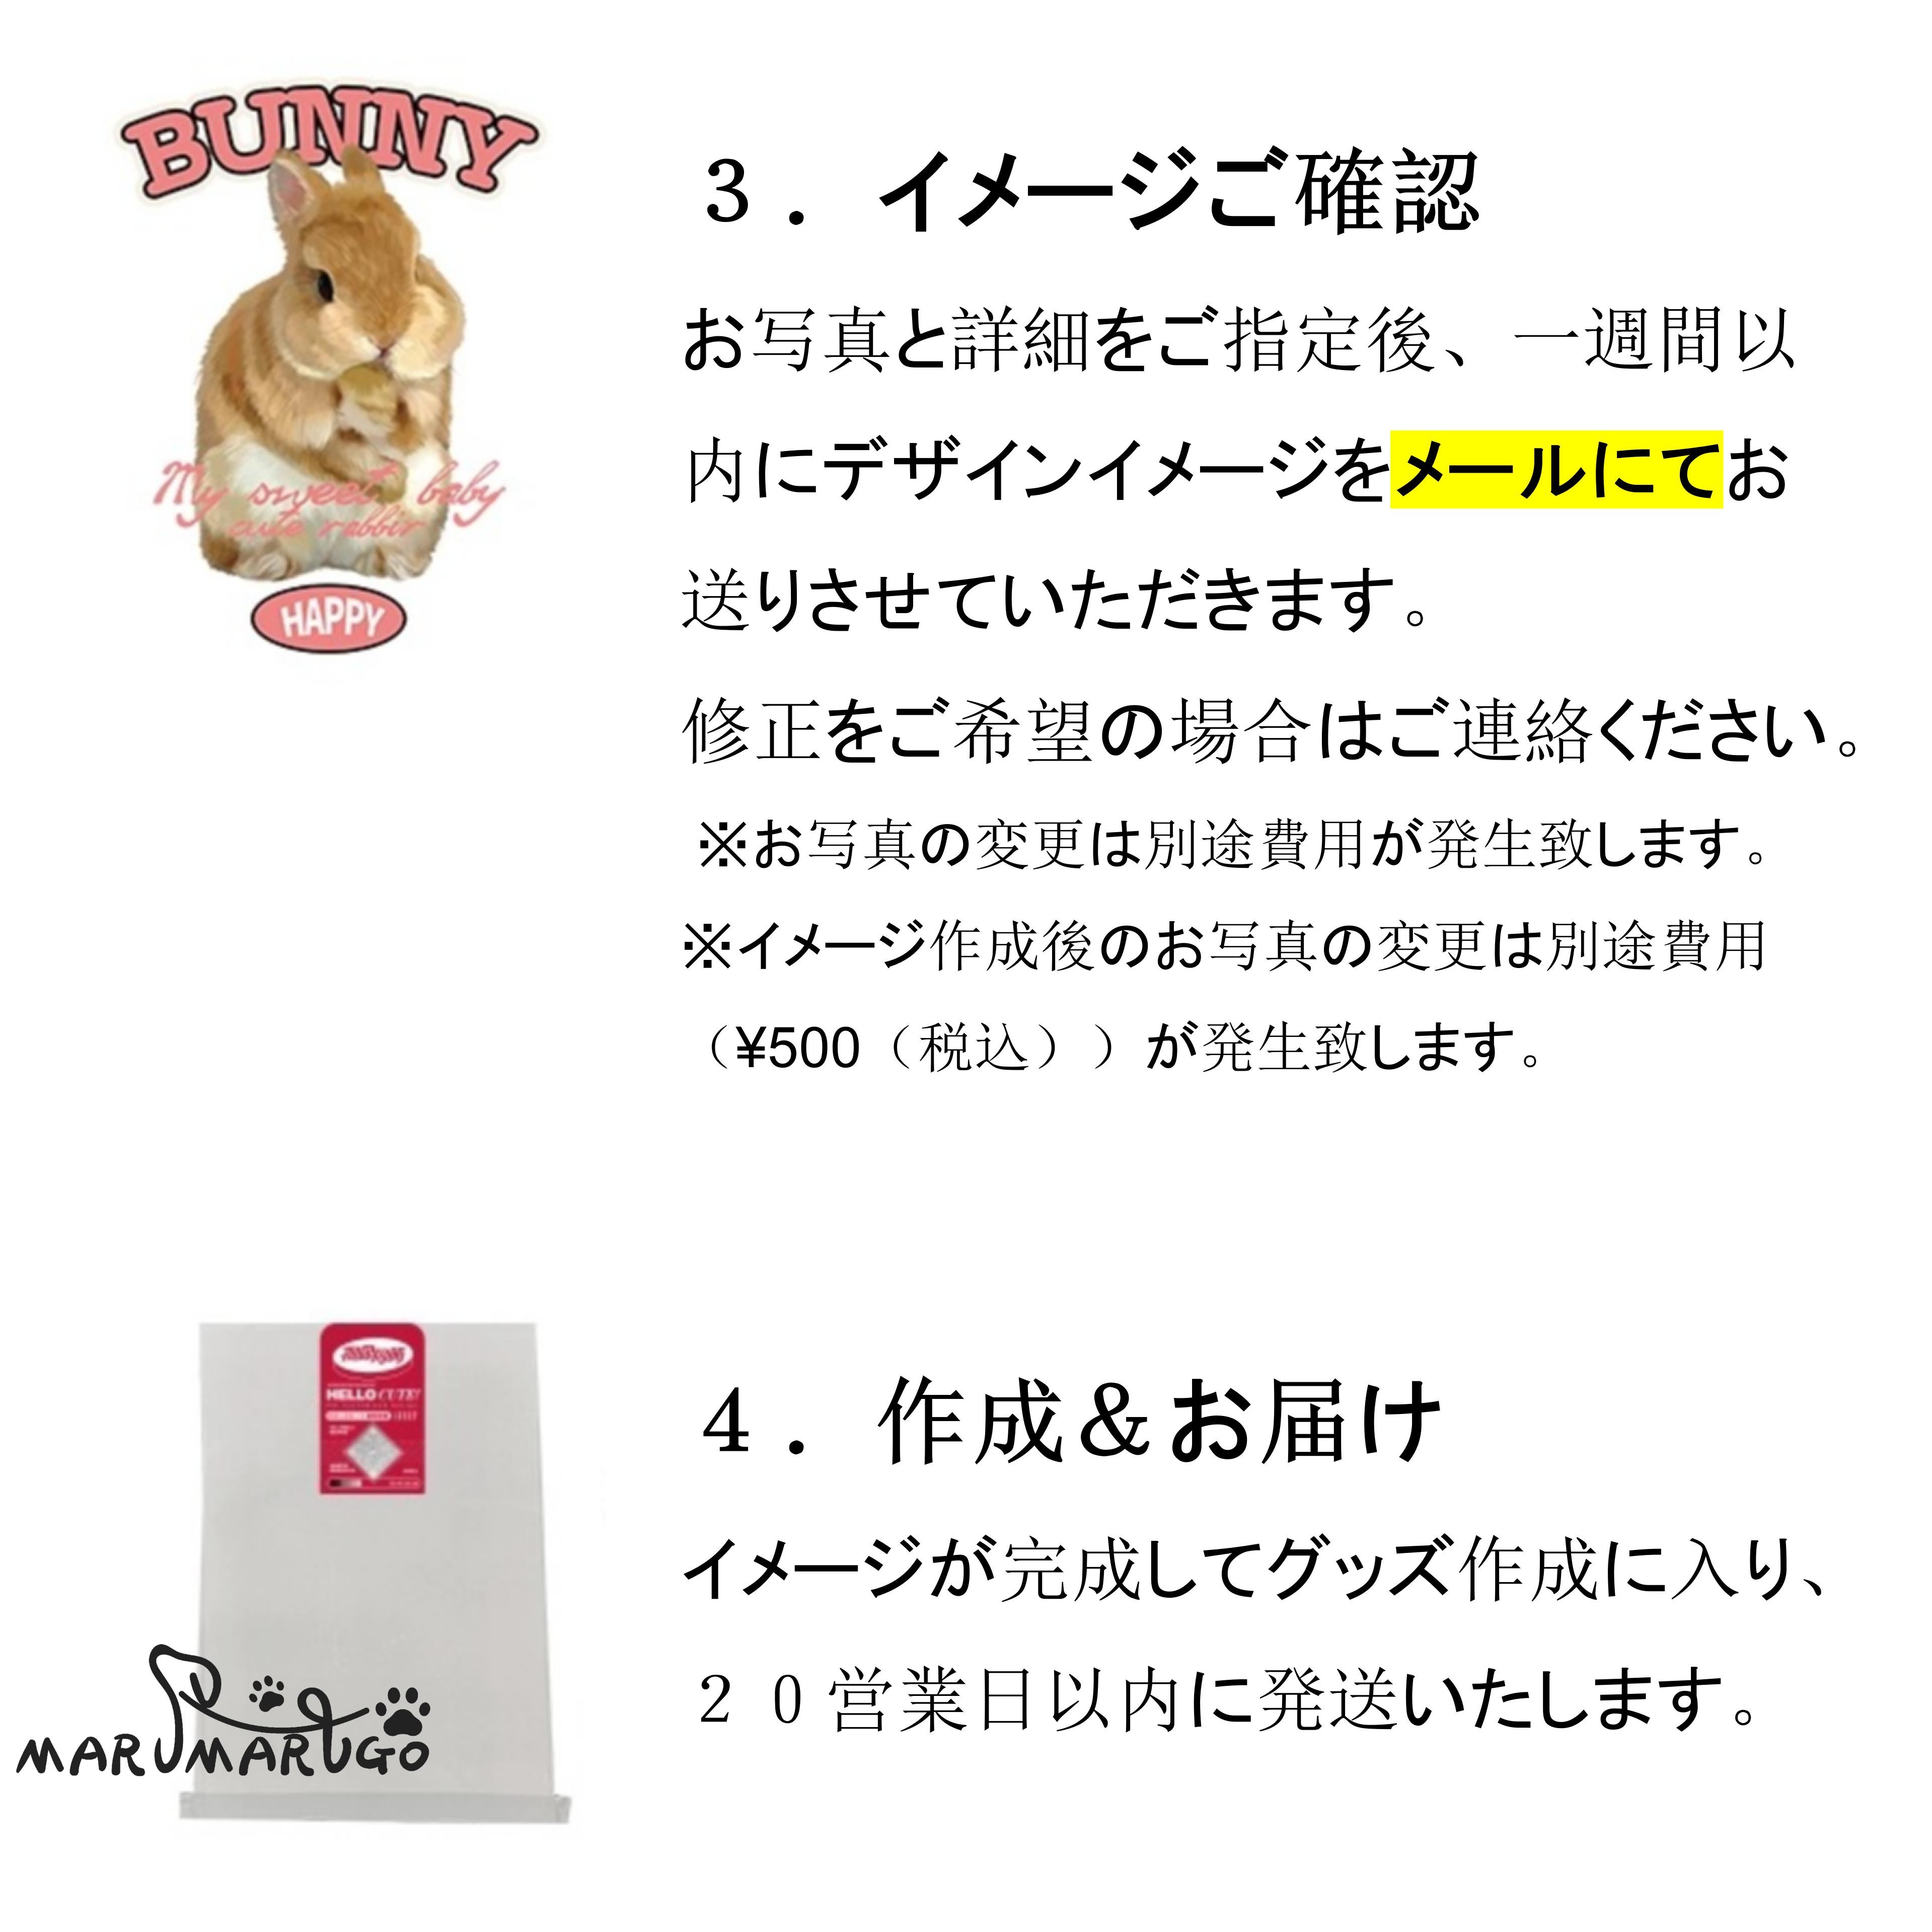 BUNNY
My sweet baby
cute rabbir
HAPPY
3．イメージご確認
お写真と詳細をご指定後、一週間以
内にデザインイメージをメールにてお
送りさせていただきます。
修正をご希望の場合はご連絡ください。
※お写真の変更は別途費用が発生致します。
※イメージ作成後のお写真の変更は別途費用
（¥500（税込））が発生致します。
HELLO
4．作成＆お届け
イメージが完成してグッズ作成に入り、
２０営業日以内に発送いたします。
MARUMARUGO